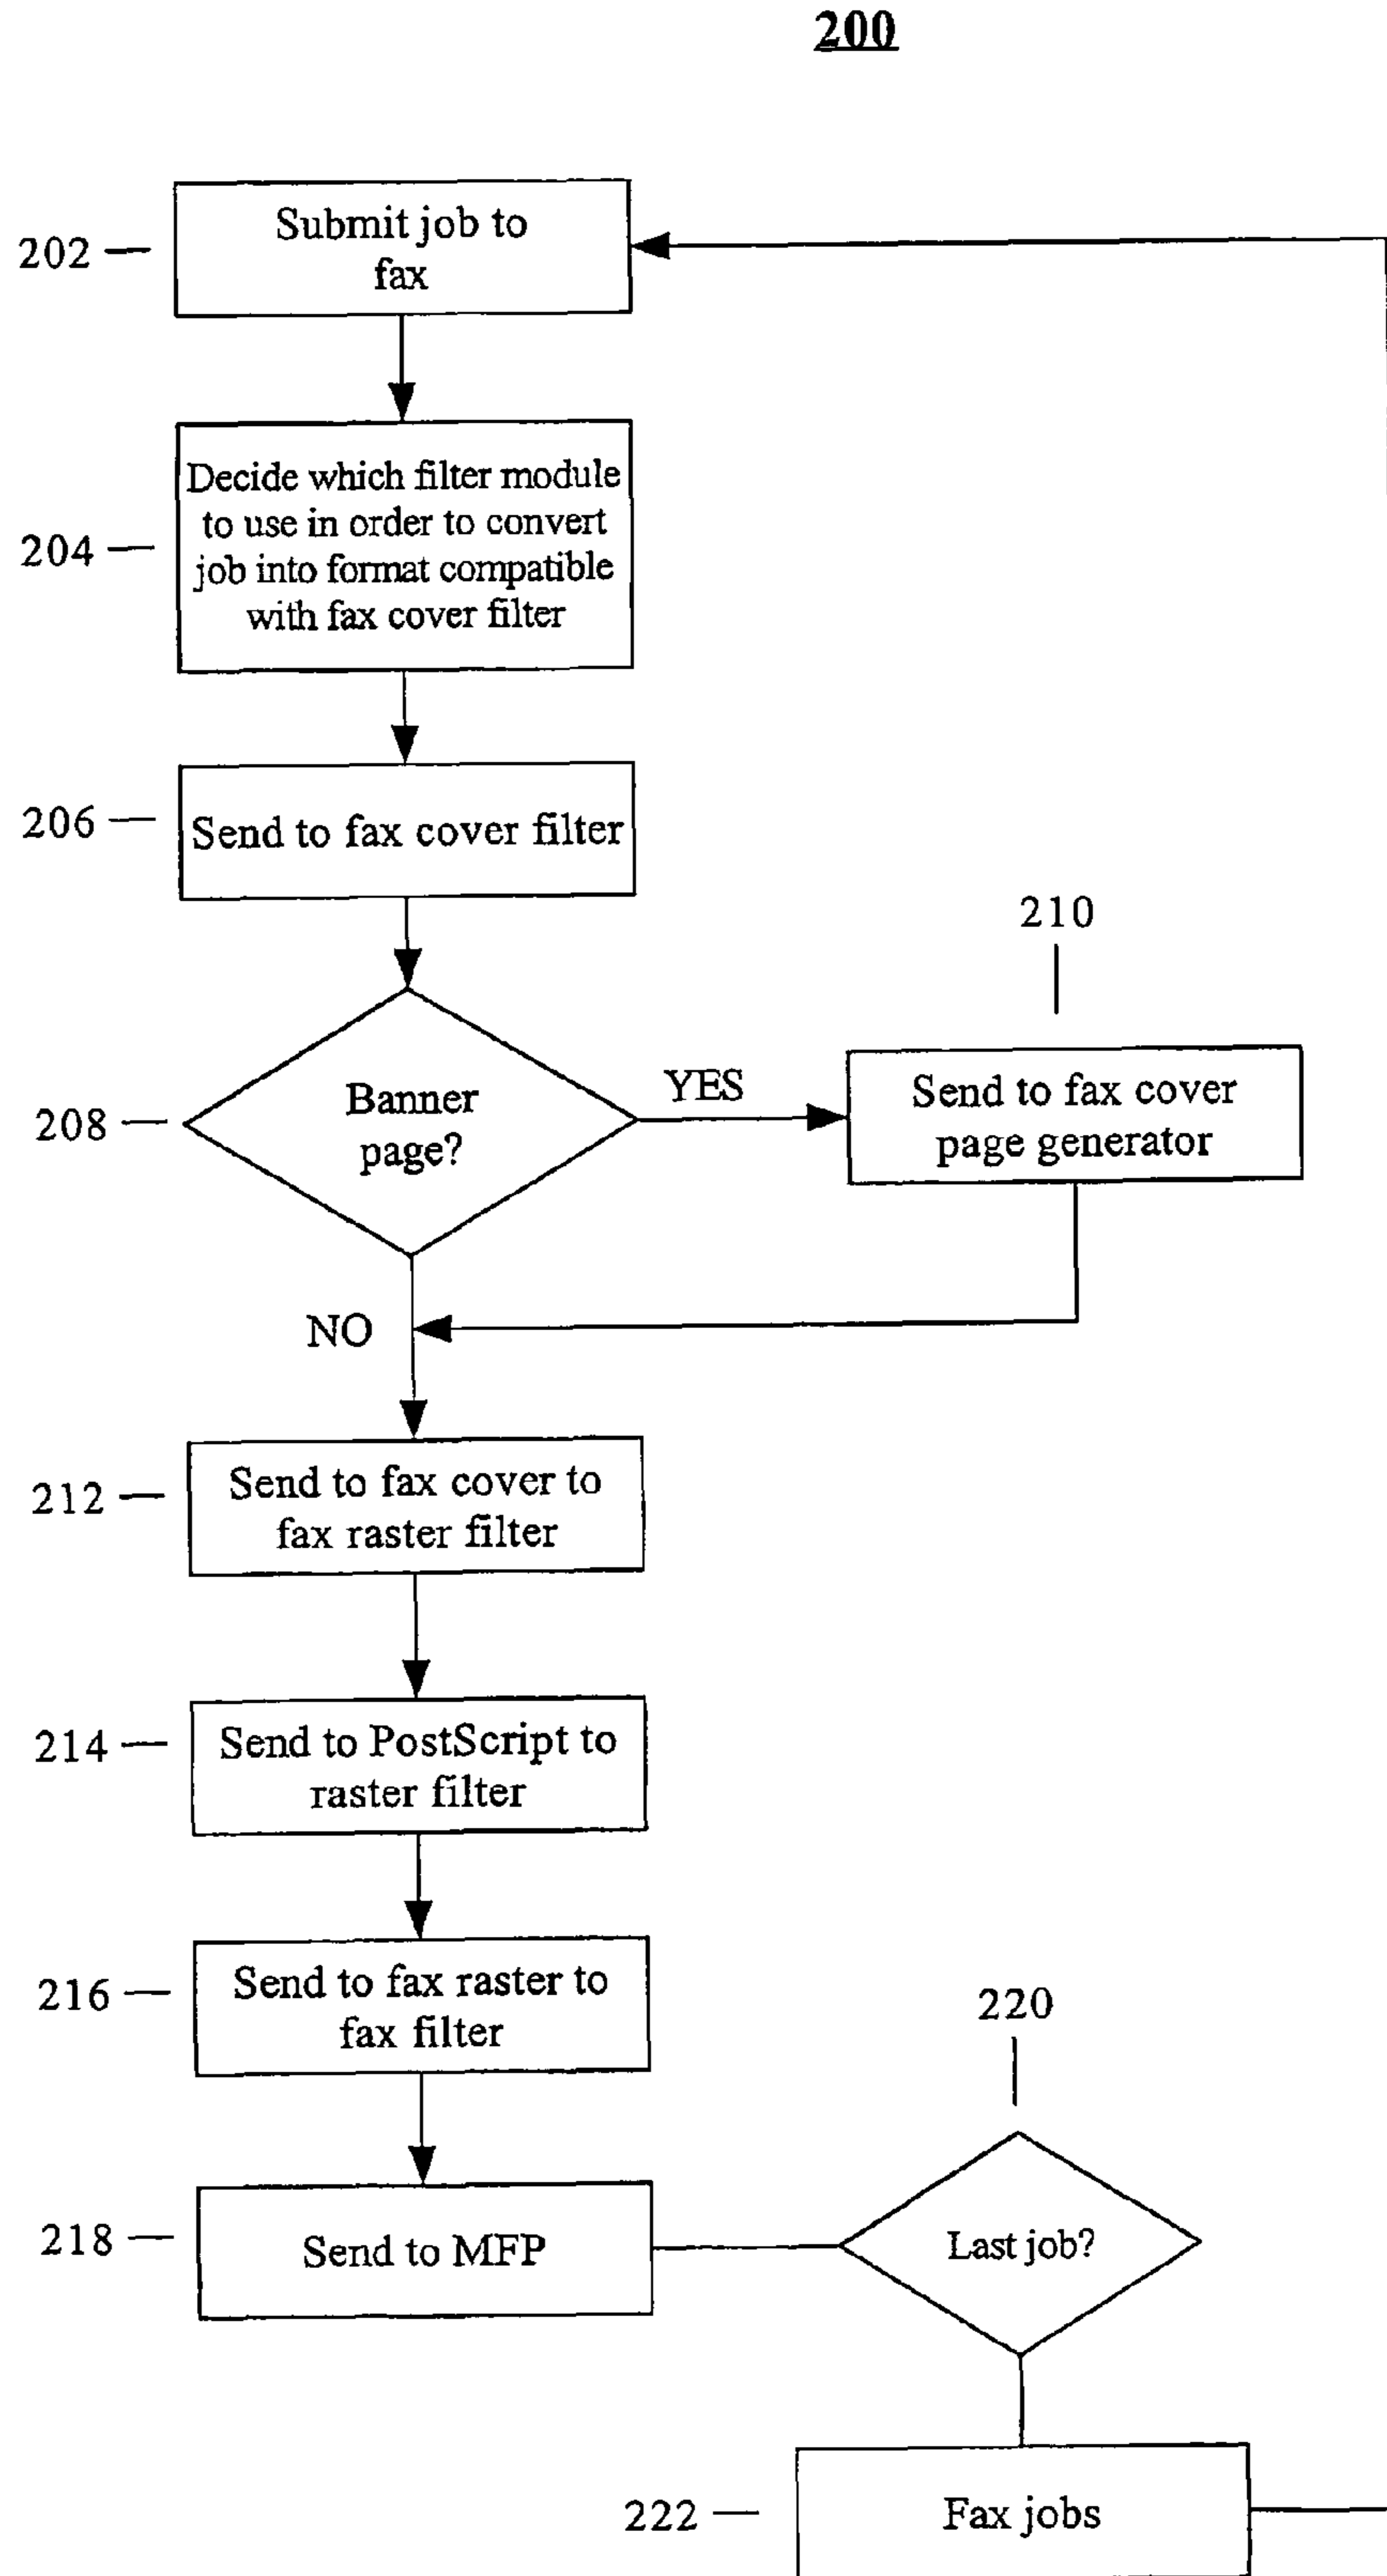 200
202
Submit job to
fax
204
Decide which filter module
to use in order to convert
job into format compatible
with fax cover filter
206
Send to fax cover filter
208
Banner
page?
YES
210
Send to fax cover
page generator
NO
212
Send to fax cover to
fax raster filter
214
Send to PostScript to
raster filter
216
Send to fax raster to
fax filter
218
Send to MFP
220
Last job?
222
Fax jobs